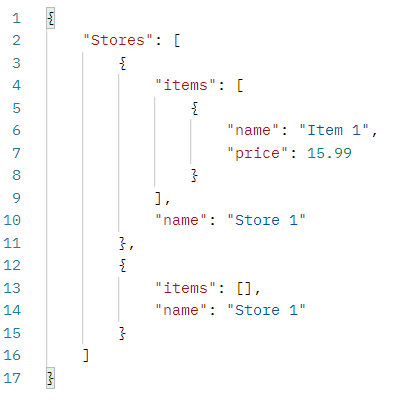 1 {
2 "Stores": [
3 {
4 "items": [
5 {
6 "name": "Item 1",
7 "price": 15.99
8 }
9 ],
10 "name": "Store 1"
11 },
12 {
13 "items": [],
14 "name": "Store 1"
15 }
16 ]
17 }